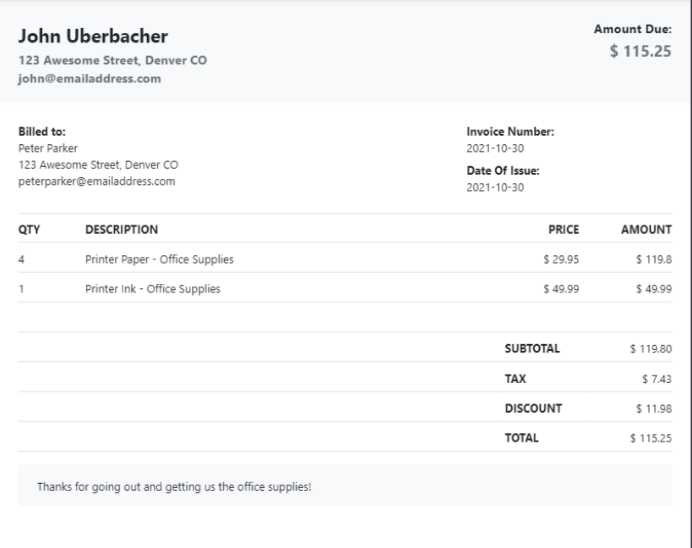 John Uberbacher
123 Awesome Street, Denver CO
john@emailaddress.com
Amount Due:
$ 115.25
Billed to:
Peter Parker
123 Awesome Street, Denver CO
peterparker@emailaddress.com
Invoice Number:
2021-10-30
Date Of Issue:
2021-10-30
QTY DESCRIPTION PRICE AMOUNT
4 Printer Paper - Office Supplies $ 29.95 $ 119.8
1 Printer Ink - Office Supplies $ 49.99 $ 49.99
SUBTOTAL $ 119.80
TAX $ 7.43
DISCOUNT $ 11.98
TOTAL $ 115.25
Thanks for going out and getting us the office supplies!